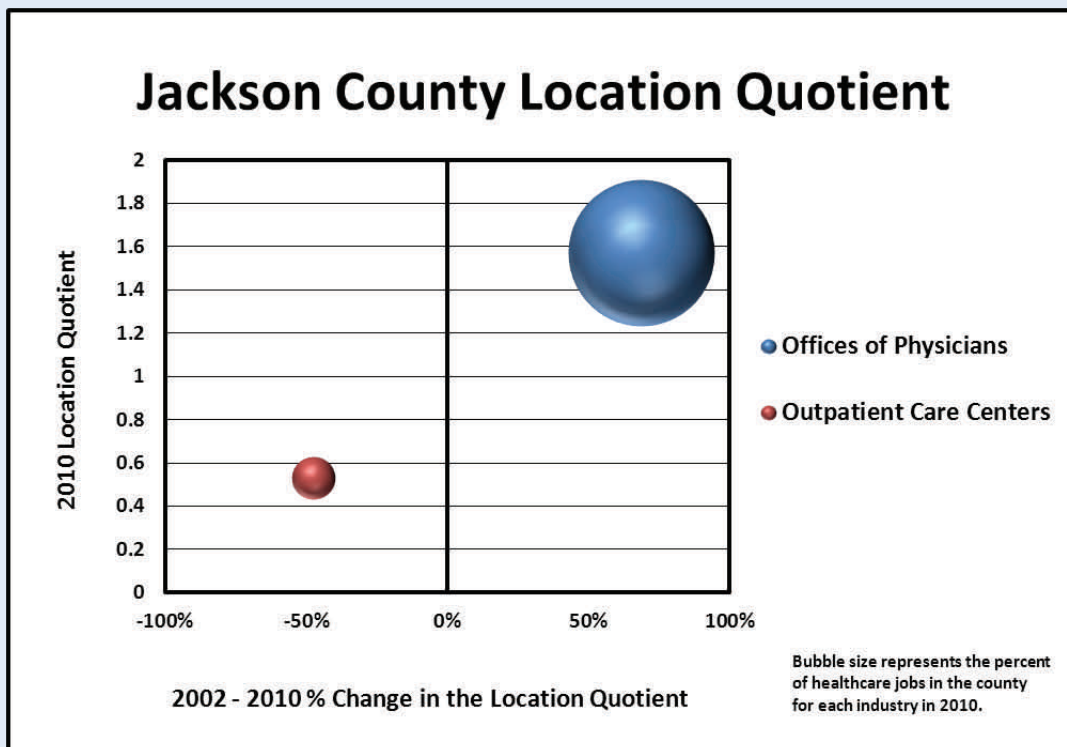 Jackson County Location Quotient
2
1.8
1.6
1.4
1.2
1
0.8
0.6
0.4
0.2
0
2010 Location Quotient
-100%
-50%
0%
50%
100%
2002 - 2010 % Change in the Location Quotient
Offices of Physicians
Outpatient Care Centers
Bubble size represents the percent
of healthcare jobs in the county
for each industry in 2010.